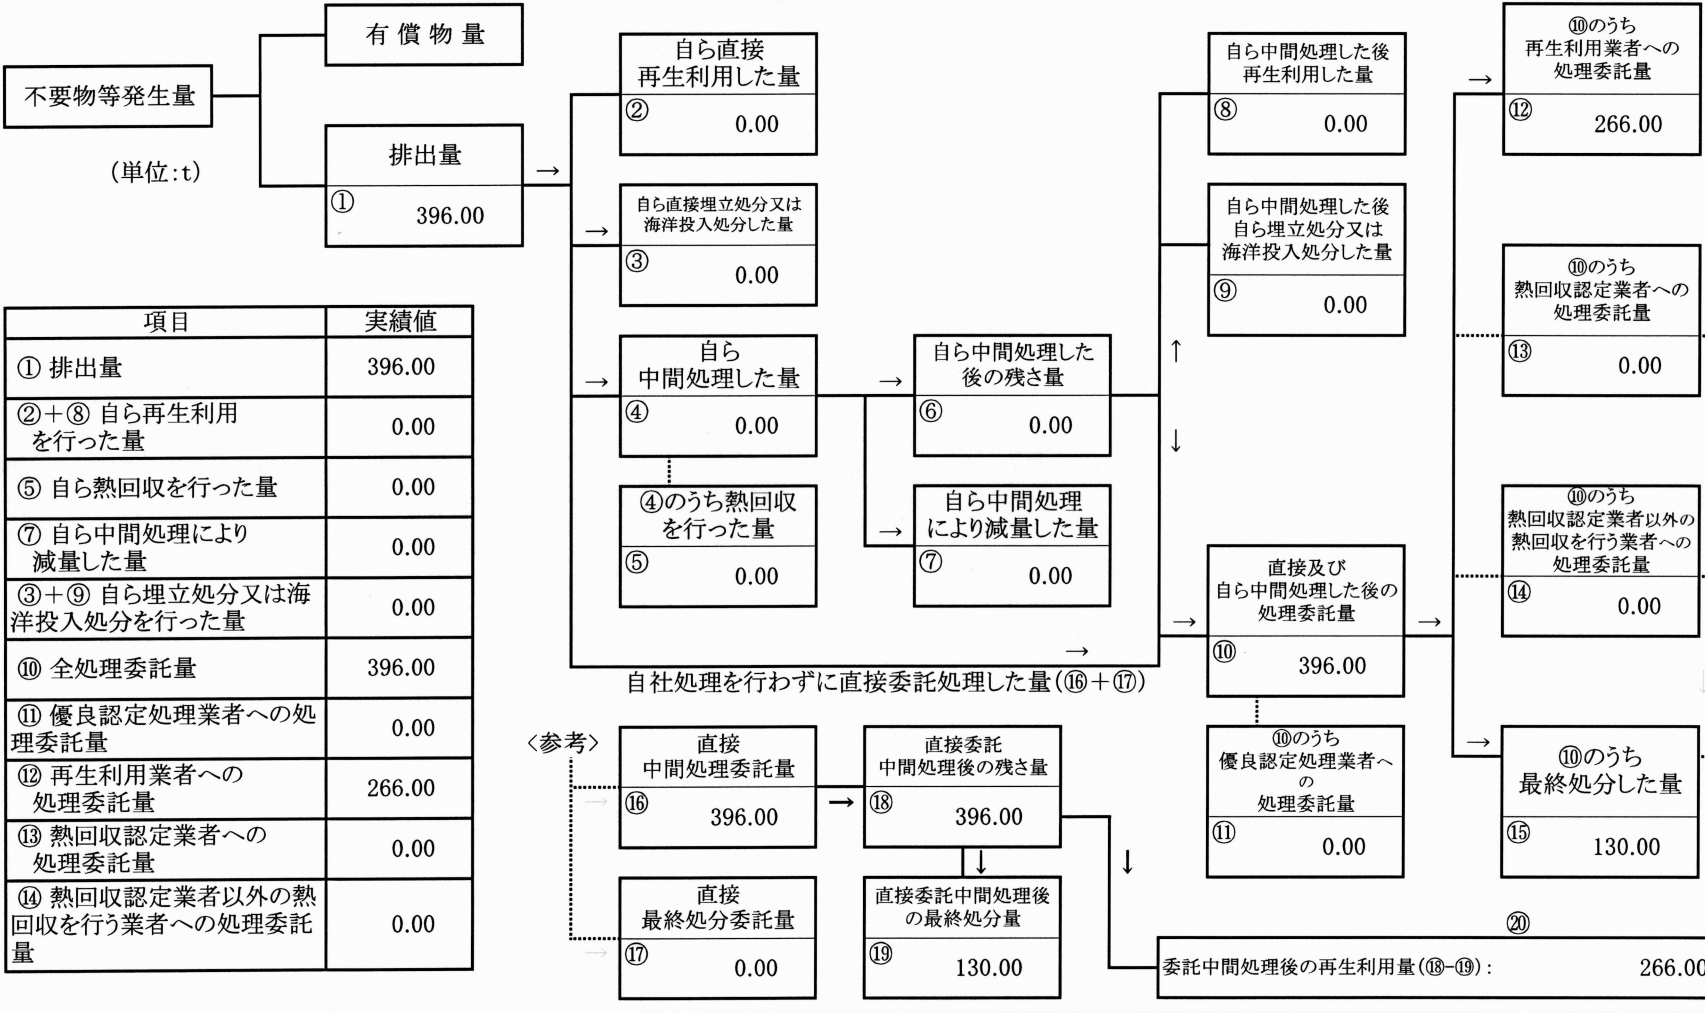 不要物等発生量
(単位:t)
有償物量
排出量
①
396.00
→
自ら直接
再生利用した量
②
0.00
→
自ら直接埋立処分又は
海洋投入処分した量
③
0.00
→
自ら
中間処理した量
④
0.00
④のうち熱回収
を行った量
⑤
0.00
→
自ら中間処理した
後の残さ量
⑥
0.00
→
自ら中間処理
により減量した量
⑦
0.00
自ら中間処理した後
再生利用した量
⑧
0.00
自ら中間処理した後
自ら埋立処分又は
海洋投入処分した量
⑨
0.00
↑
↓
→
自社処理を行わずに直接委託処理した量(⑯+⑰)
→
直接及び
自ら中間処理した後の
処理委託量
⑩
396.00
⑩のうち
優良認定処理業者へ
の
処理委託量
⑪
0.00
→
→
⑩のうち
再生利用業者への
処理委託量
⑫
266.00
⑩のうち
熱回収認定業者への
処理委託量
⑬
0.00
⑩のうち
熱回収認定業者以外の
熱回収を行う業者への
処理委託量
⑭
0.00
→
⑩のうち
最終処分した量
⑮
130.00
項目 実績値
① 排出量 396.00
②+⑧ 自ら再生利用
を行った量 0.00
⑤ 自ら熱回収を行った量 0.00
⑦ 自ら中間処理により
減量した量 0.00
③+⑨ 自ら埋立処分又は海
洋投入処分を行った量 0.00
⑩ 全処理委託量 396.00
⑪ 優良認定処理業者への処
理委託量 0.00
⑫ 再生利用業者への
処理委託量 266.00
⑬ 熱回収認定業者への
処理委託量 0.00
⑭ 熱回収認定業者以外の熱
回収を行う業者への処理委託
量 0.00
<参考>
→
直接
中間処理委託量
⑯
396.00
→
直接
最終処分委託量
⑰
0.00
→
直接委託
中間処理後の残さ量
⑱
396.00
↓
直接委託中間処理後
の最終処分量
⑲
130.00
↓
⑳
委託中間処理後の再生利用量(⑱-⑲): 266.00